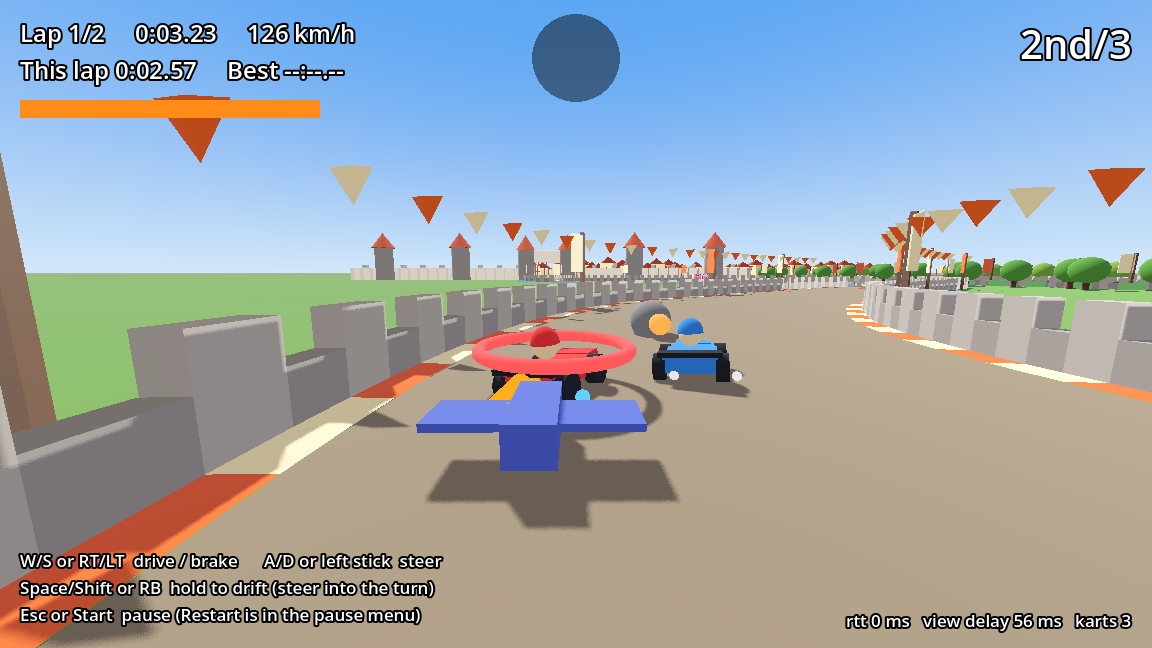 Lap 1/2 0:03.23 126 km/h
2nd/3
This lap 0:02.57 Best --:--.--
W/S or RT/LT drive / brake A/D or left stick steer
Space/Shift or RB hold to drift (steer into the turn)
Esc or Start pause (Restart is in the pause menu)
rtt 0 ms view delay 56 ms karts 3